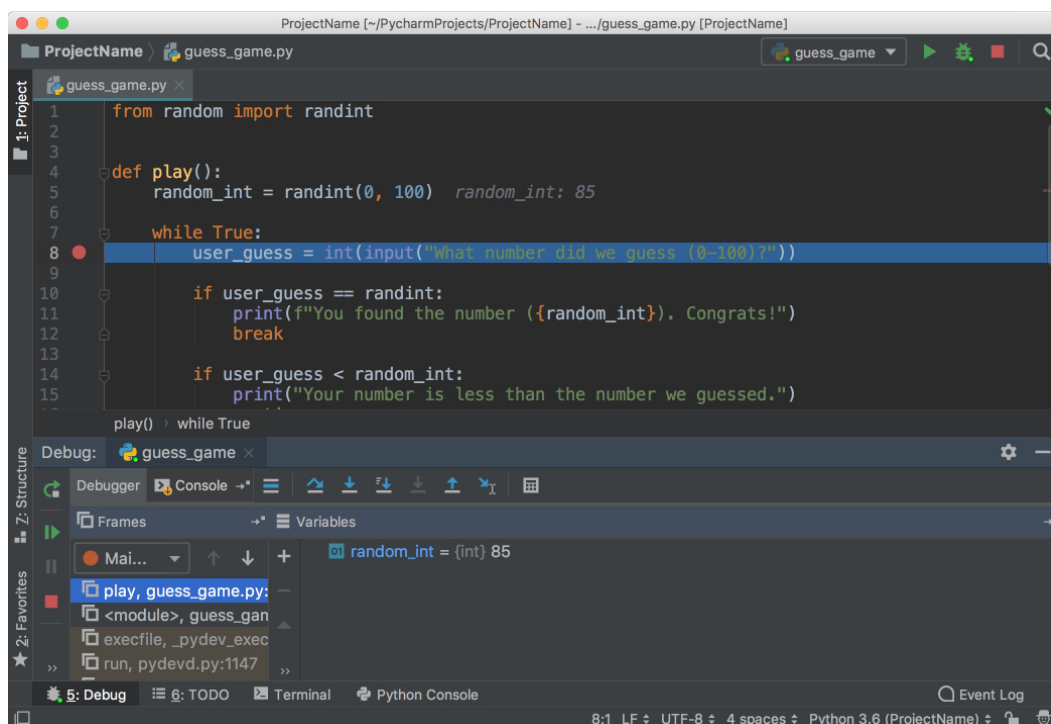 ProjectName [~/PycharmProjects/ProjectName] - .../guess_game.py [ProjectName]
ProjectName guess_game.py guess_game
1: Project
guess_game.py
1 from random import randint
2
3
4 def play():
5 random_int = randint(0, 100) random_int: 85
6
7 while True:
8 user_guess = int(input("What number did we guess (0-100)?"))
9
10 if user_guess == randint:
11 print(f"You found the number ({random_int}). Congrats!")
12 break
13
14 if user_guess < random_int:
15 print("Your number is less than the number we guessed.")
play() › while True
Debug: guess_game
Z: Structure
Debugger Console
Frames Variables
Mai... random_int = {int} 85
play, guess_game.py:
<module>, guess_gam
execfile, _pydev_exec
run, pydevd.py:1147
2: Favorites
5: Debug 6: TODO Terminal Python Console Event Log
8:1 LF UTF-8 4 spaces Python 3.6 (ProjectName)